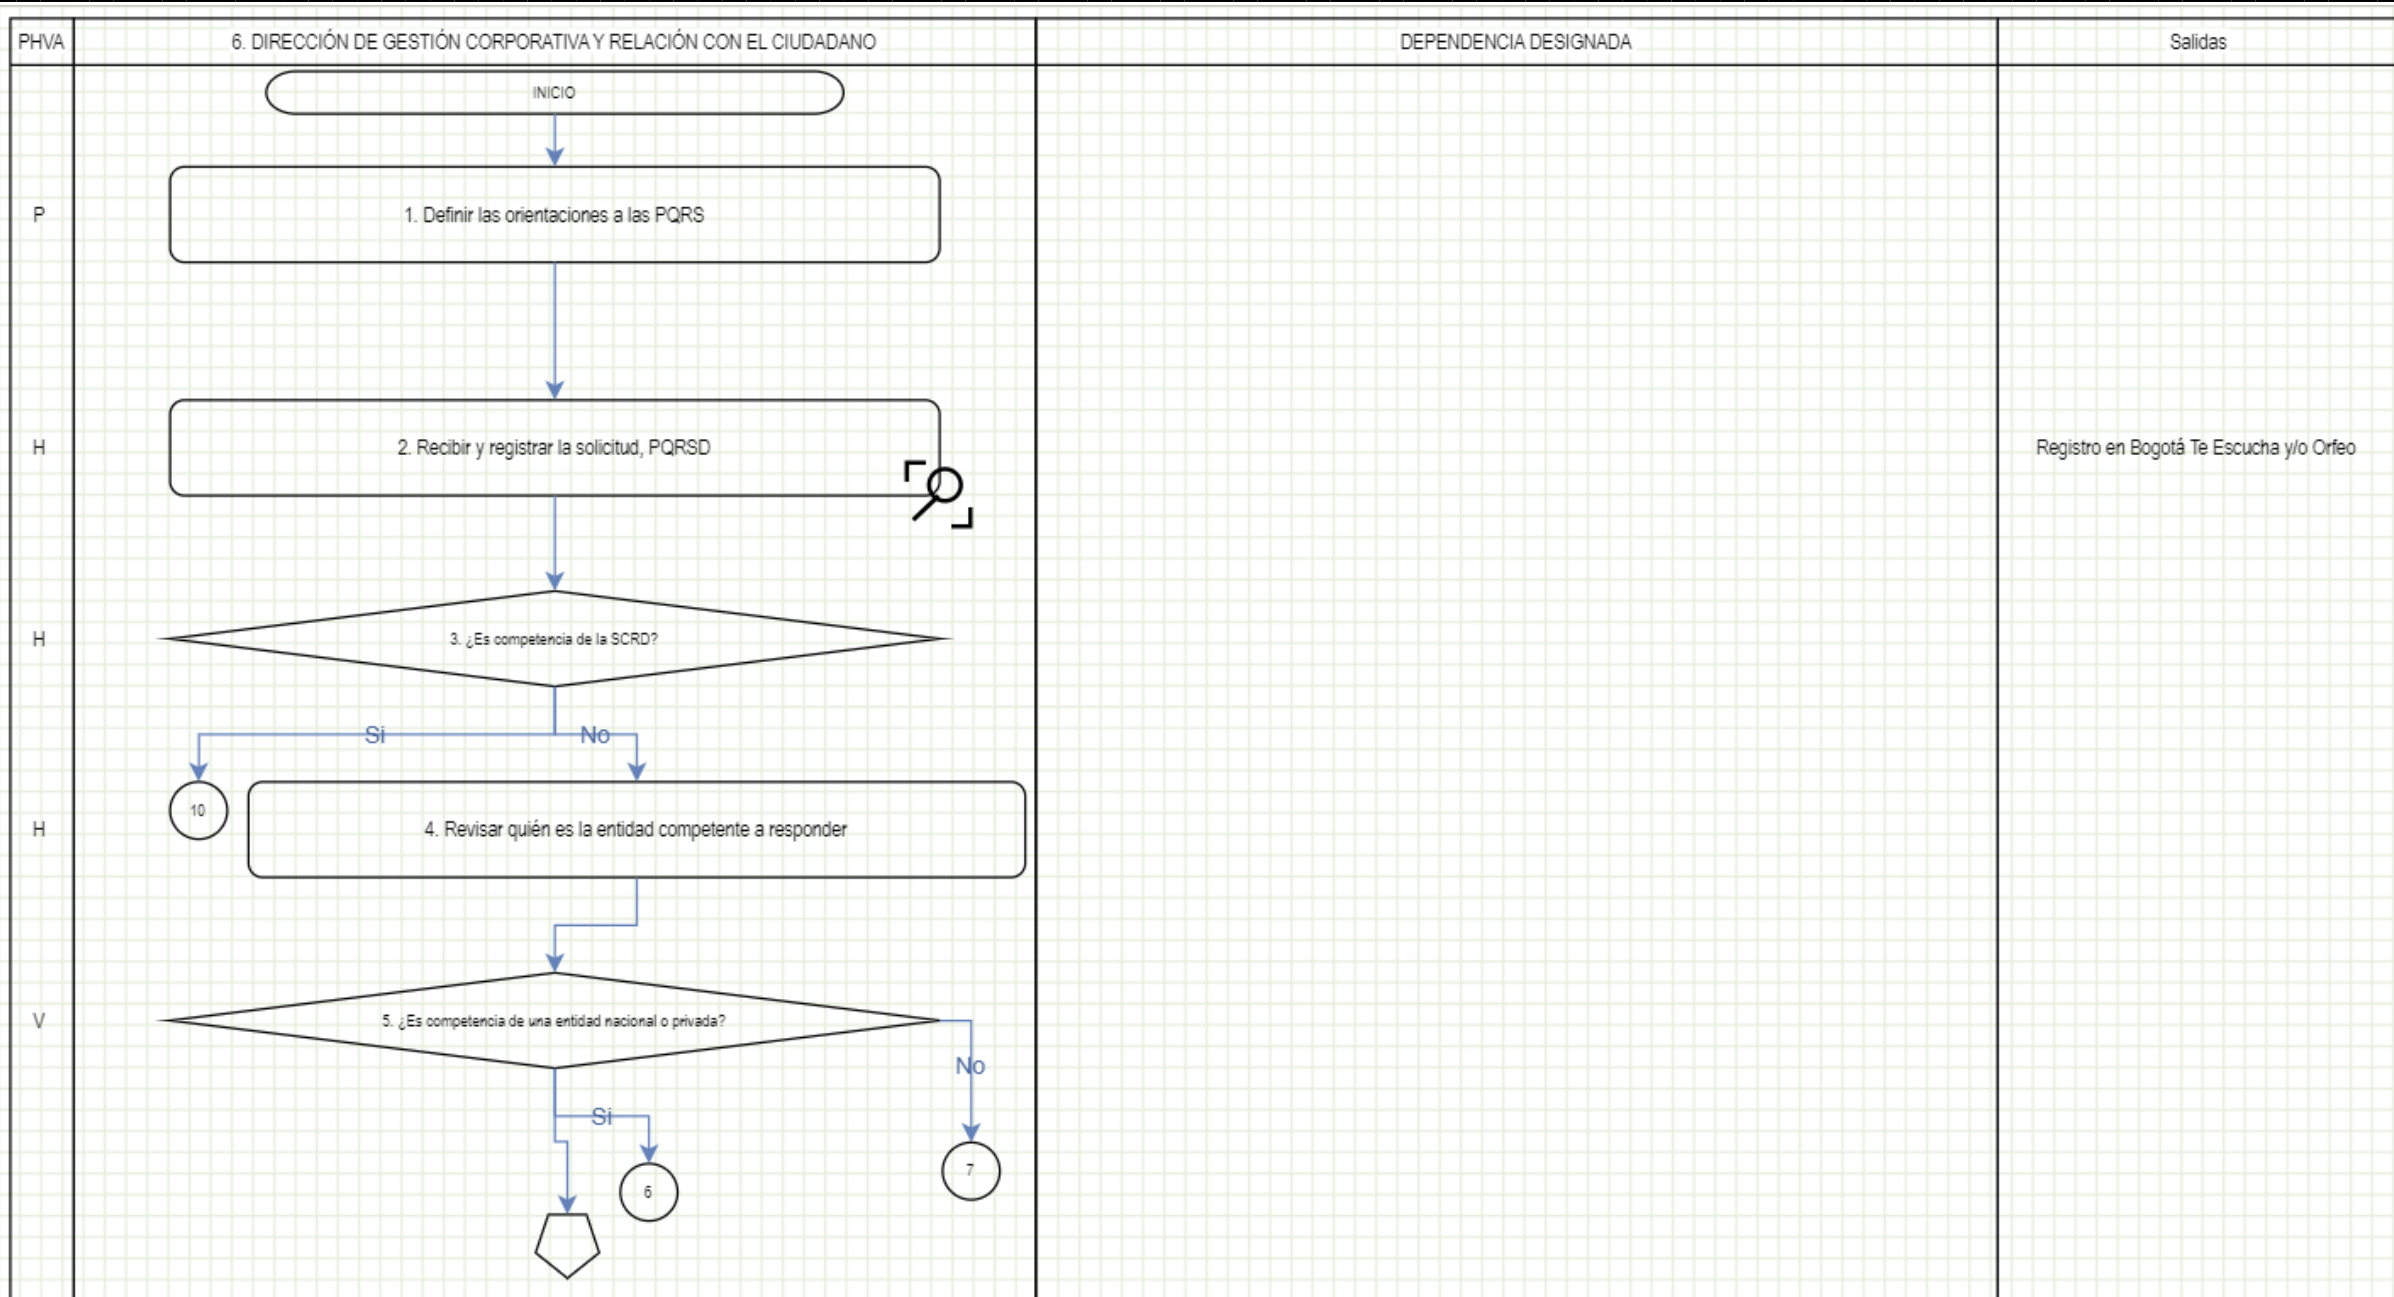 PHVA
6. DIRECCIÓN DE GESTIÓN CORPORATIVA Y RELACIÓN CON EL CIUDADANO
DEPENDENCIA DESIGNADA
Salidas
INICIO
P
1. Definir las orientaciones a las PQRS
H
2. Recibir y registrar la solicitud, PQRSD
Registro en Bogotá Te Escucha y/o Orfeo
H
3. ¿Es competencia de la SCRD?
Si
No
10
H
4. Revisar quién es la entidad competente a responder
V
5. ¿Es competencia de una entidad nacional o privada?
No
Si
7
6